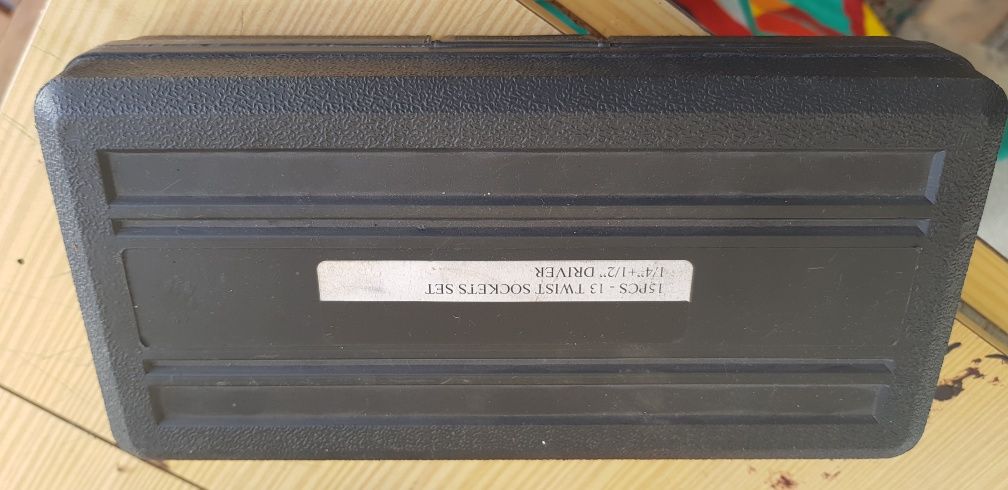 15PCS - 13 TWIST SOCKETS SET
1/4"+1/2" DRIVER